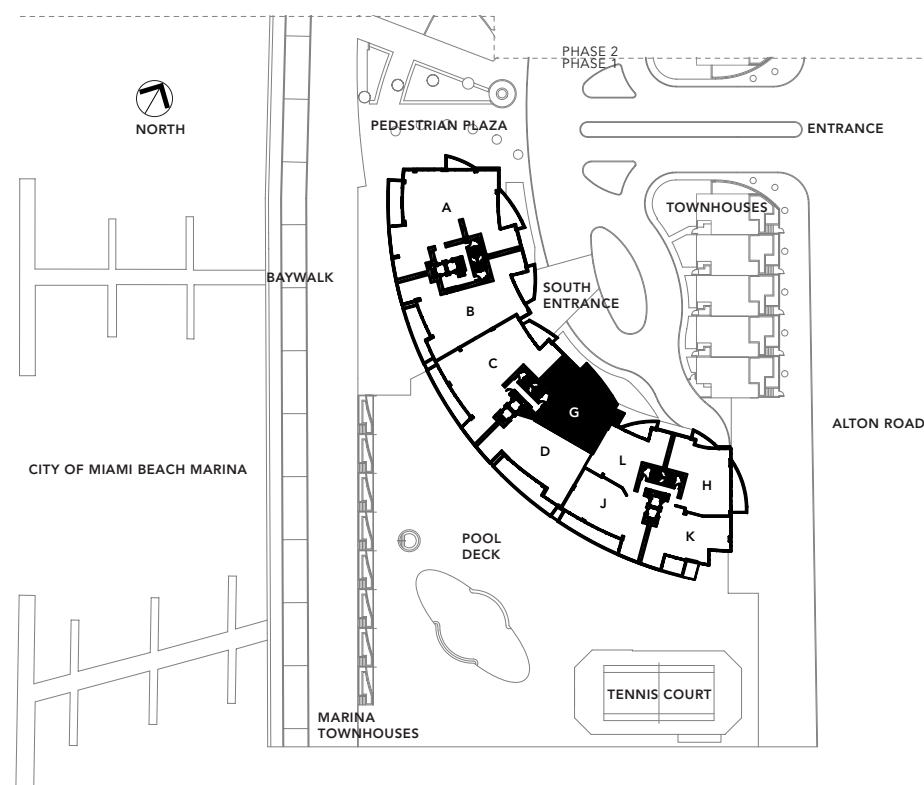 PHASE 2
PHASE 1
NORTH
PEDESTRIAN PLAZA
ENTRANCE
A
TOWNHOUSES
BAYWALK
SOUTH
ENTRANCE
B
C
G
ALTON ROAD
D
L
CITY OF MIAMI BEACH MARINA
H
J
K
POOL
DECK
TENNIS COURT
MARINA
TOWNHOUSES